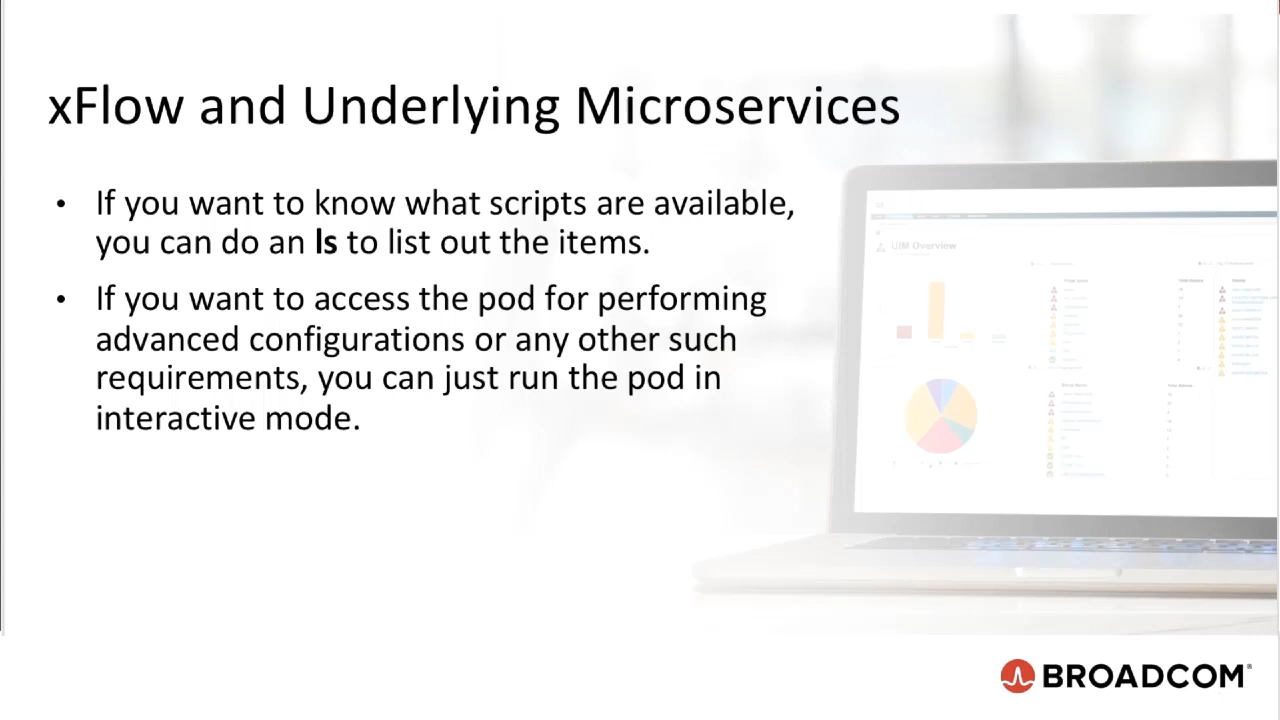 xFlow and Underlying Microservices
• If you want to know what scripts are available,
you can do an ls to list out the items.
• If you want to access the pod for performing
advanced configurations or any other such
requirements, you can just run the pod in
interactive mode.
UIM Overview
BROADCOM®